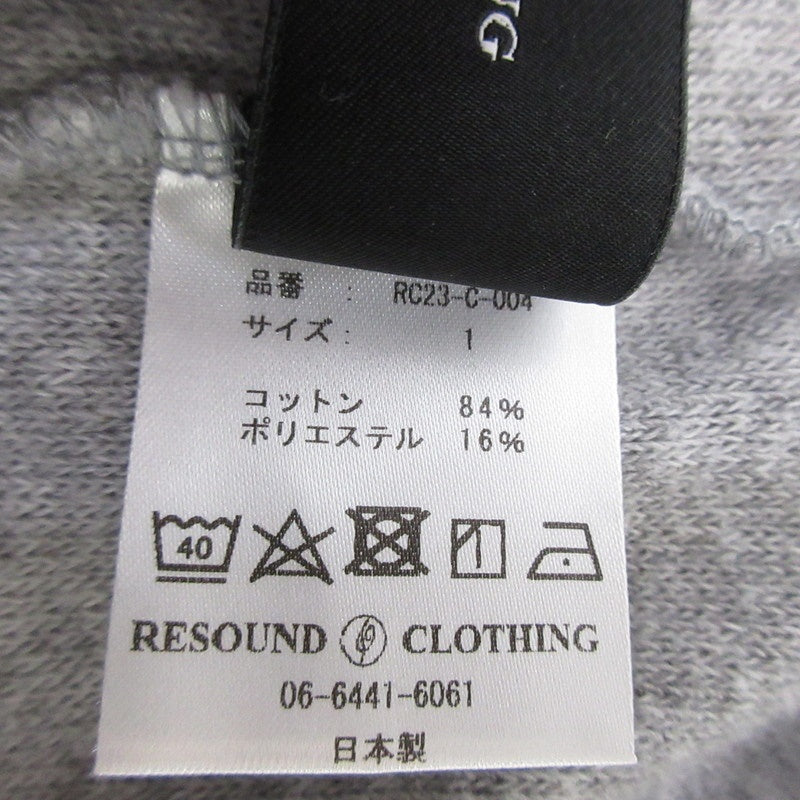 NG
品番 : RC23-C-004
サイズ: 1
コットン 84%
ポリエステル 16%
40
RESOUND CLOTHING
06-6441-6061
日本製